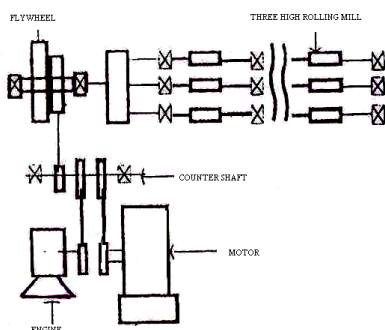 FLYWHEEL
THREE HIGH ROLLING MILL
COUNTER SHAFT
MOTOR
ENGINE